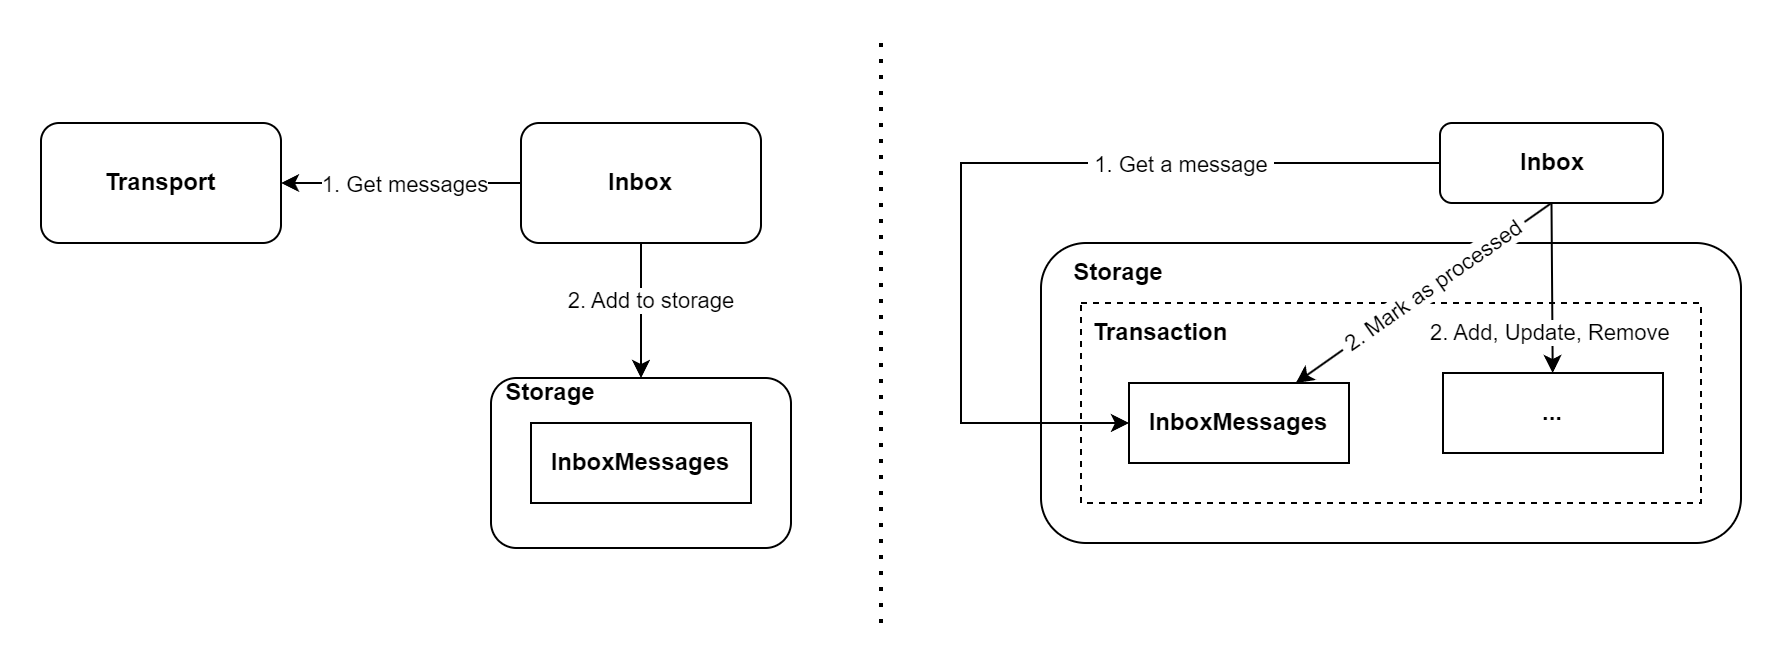 Transport
1. Get messages
Inbox
2. Add to storage
Storage
InboxMessages
1. Get a message
Inbox
Storage
2. Mark as processed
Transaction
2. Add, Update, Remove
InboxMessages
...